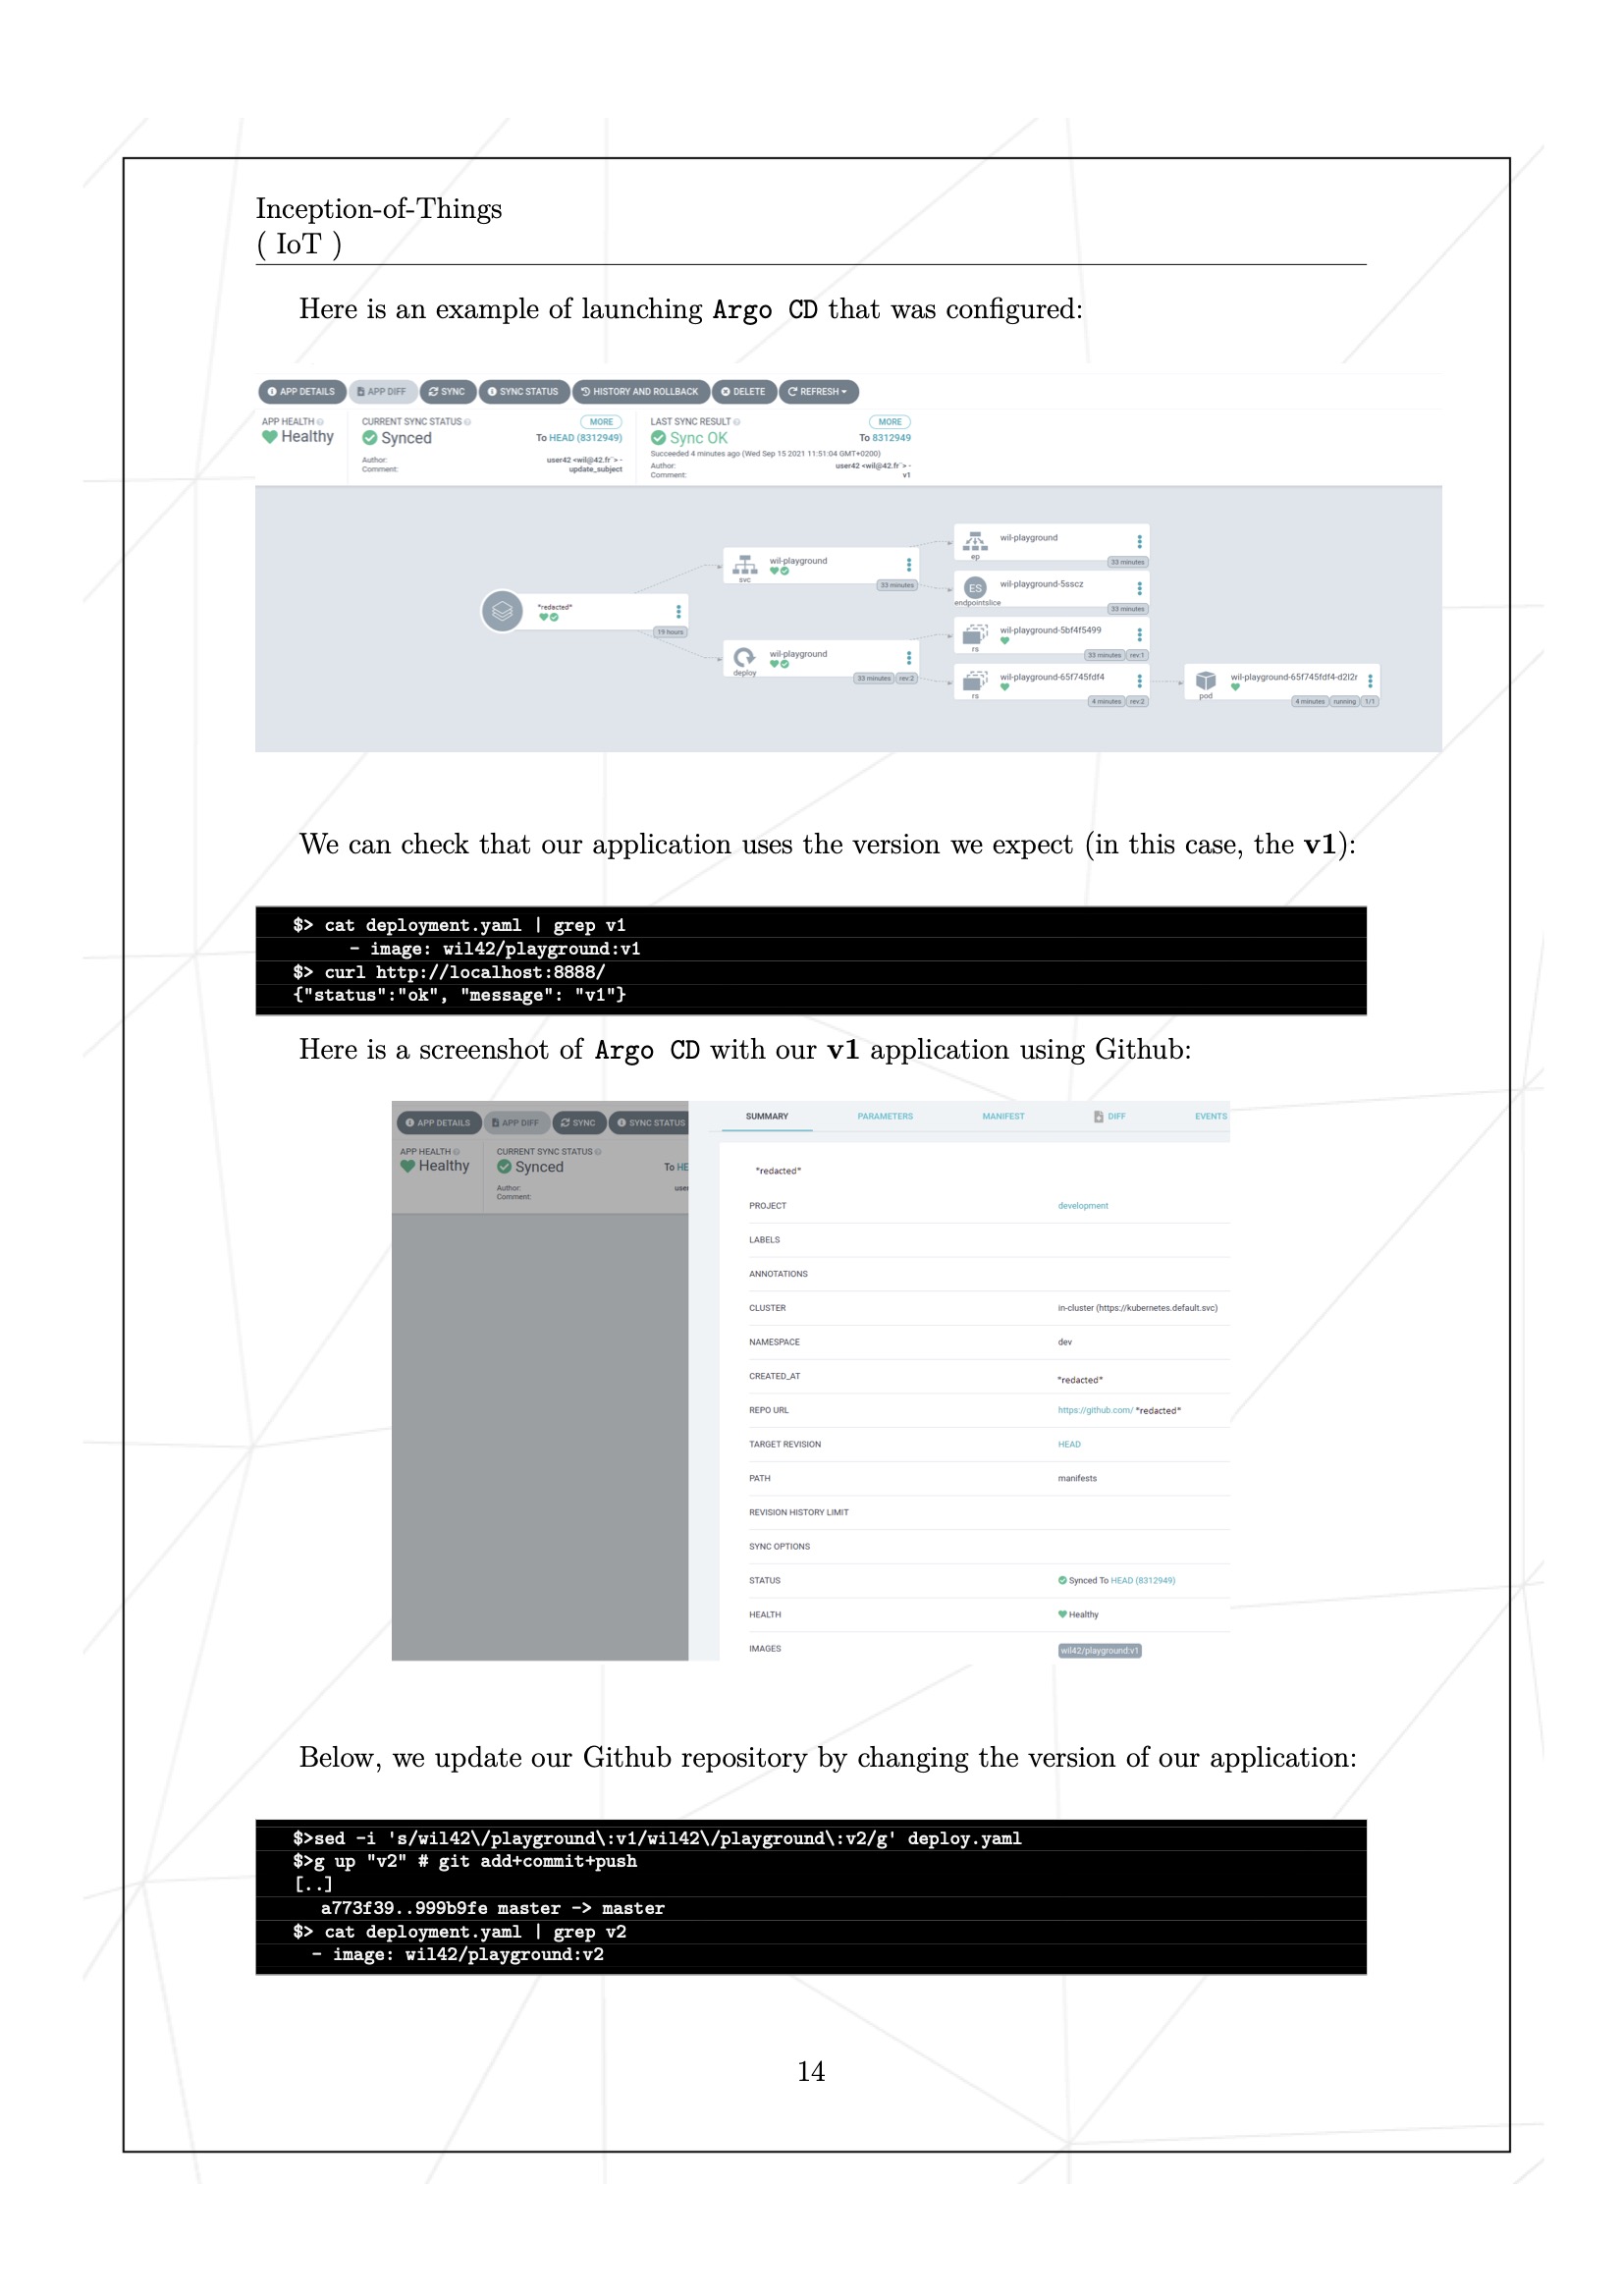 Inception-of-Things
( IoT )
Here is an example of launching Argo CD that was configured:
APP DETAILS APP DIFF SYNC SYNC STATUS HISTORY AND ROLLBACK DELETE REFRESH
APP HEALTH
Healthy
CURRENT SYNC STATUS MORE
Synced To HEAD (8312949)
Author: user42 <wil@42.fr¨> -
Comment: update_subject
LAST SYNC RESULT MORE
Sync OK To 8312949
Succeeded 4 minutes ago (Wed Sep 15 2021 11:51:04 GMT+0200)
Author: user42 <wil@42.fr¨> -
Comment: v1
*redacted*
19 hours
svc wil-playground
33 minutes
deploy wil-playground
33 minutes rev:2
ep wil-playground
33 minutes
ES
endpointslice wil-playground-5sscz
33 minutes
rs wil-playground-5bf4f5499
33 minutes rev:1
rs wil-playground-65f745fdf4
4 minutes rev:2
pod wil-playground-65f745fdf4-d2l2r
4 minutes running 1/1
We can check that our application uses the version we expect (in this case, the v1):
$> cat deployment.yaml | grep v1
- image: wil42/playground:v1
$> curl http://localhost:8888/
{"status":"ok", "message": "v1"}
Here is a screenshot of Argo CD with our v1 application using Github:
APP DETAILS APP DIFF SYNC SYNC STATUS
APP HEALTH
Healthy
CURRENT SYNC STATUS
Synced To HE
Author: user
Comment:
SUMMARY PARAMETERS MANIFEST DIFF EVENTS
*redacted*
PROJECT development
LABELS
ANNOTATIONS
CLUSTER in-cluster (https://kubernetes.default.svc)
NAMESPACE dev
CREATED_AT *redacted*
REPO URL https://github.com/ *redacted*
TARGET REVISION HEAD
PATH manifests
REVISION HISTORY LIMIT
SYNC OPTIONS
STATUS Synced To HEAD (8312949)
HEALTH Healthy
IMAGES wil42/playground:v1
Below, we update our Github repository by changing the version of our application:
$>sed -i 's/wil42\/playground\:v1/wil42\/playground\:v2/g' deploy.yaml
$>g up "v2" # git add+commit+push
[..]
a773f39..999b9fe master -> master
$> cat deployment.yaml | grep v2
- image: wil42/playground:v2
14